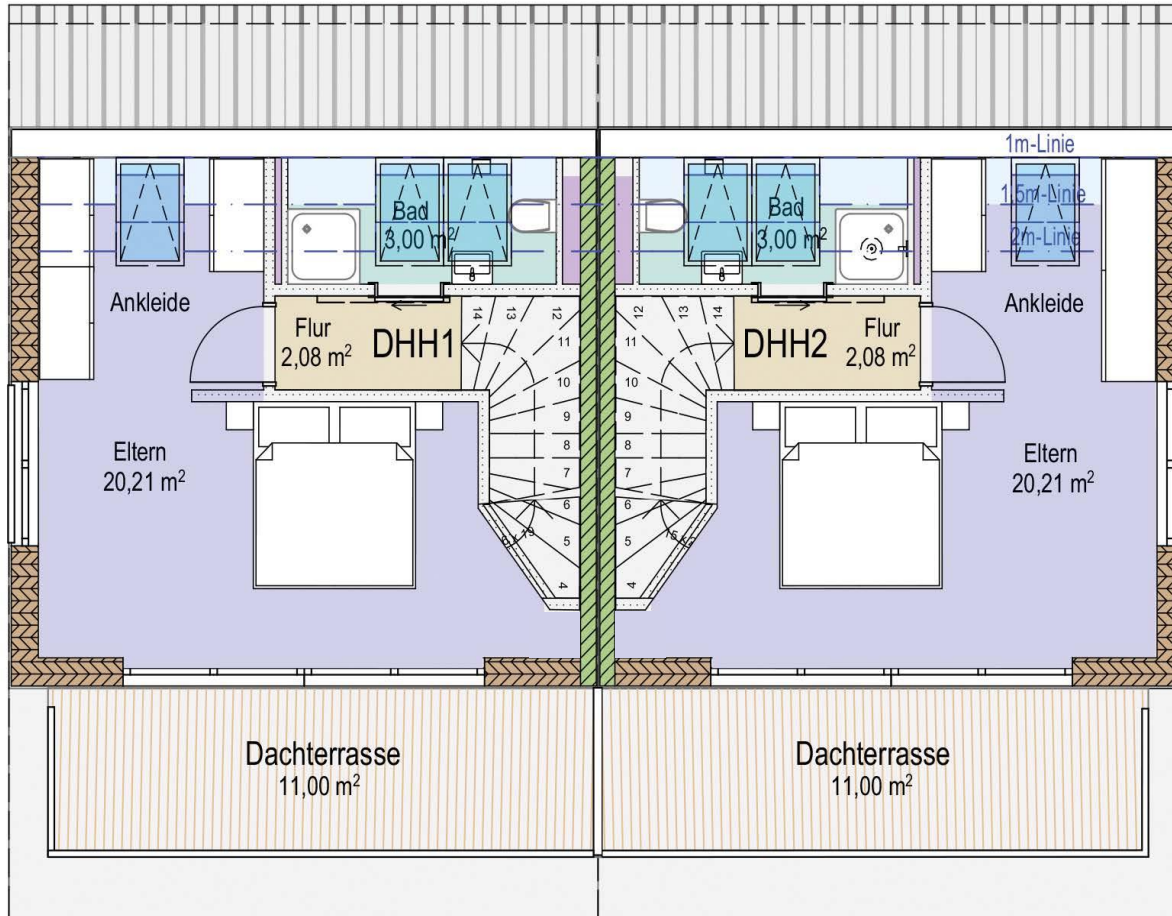 1m-Linie
Bad
3,00 m²
Bad
3,00 m²
1,5m-Linie
2m-Linie
Ankleide
Flur
2,08 m²
DHH1
14
13
12
11
10
9
8
7
6
5
4
12
13
14
11
10
9
8
7
6
5
4
DHH2
Flur
2,08 m²
Ankleide
Eltern
20,21 m²
Eltern
20,21 m²
Dachterrasse
11,00 m²
Dachterrasse
11,00 m²